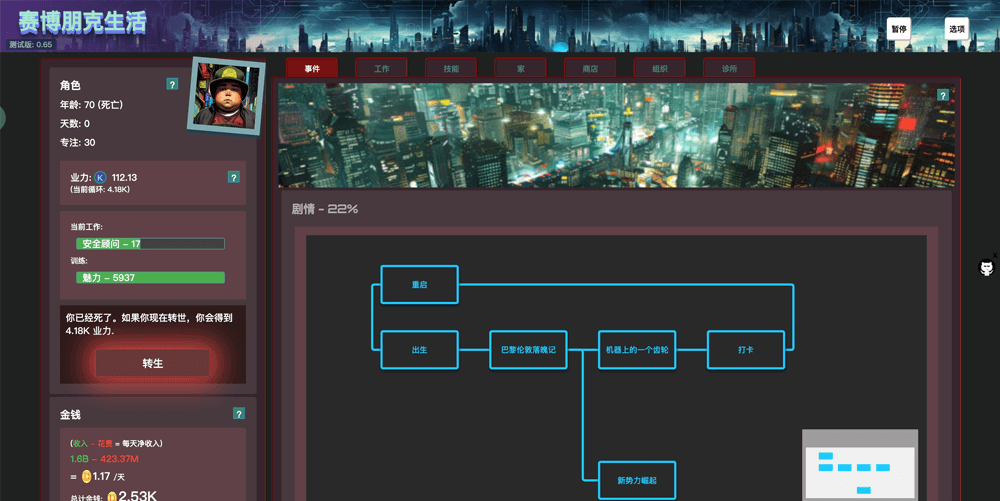 赛博朋克生活
测试版: 0.65
暂停
选项
事件
工作
技能
家
商店
组织
诊所
角色
?
年龄: 70 (死亡)
天数: 0
专注: 30
业力: K 112.13
?
(当前循环: 4.18K)
当前工作:
安全顾问 – 17
训练:
魅力 – 5937
你已经死了。如果你现在转世，你会得到
4.18K 业力.
转生
金钱
?
(收入 – 花费 = 每天净收入)
1.6B – 423.37M
= 1.17 /天
总计金钱: 2.53K
?
剧情 – 22%
重启
出生
巴黎伦敦落魄记
机器上的一个齿轮
打卡
新势力崛起